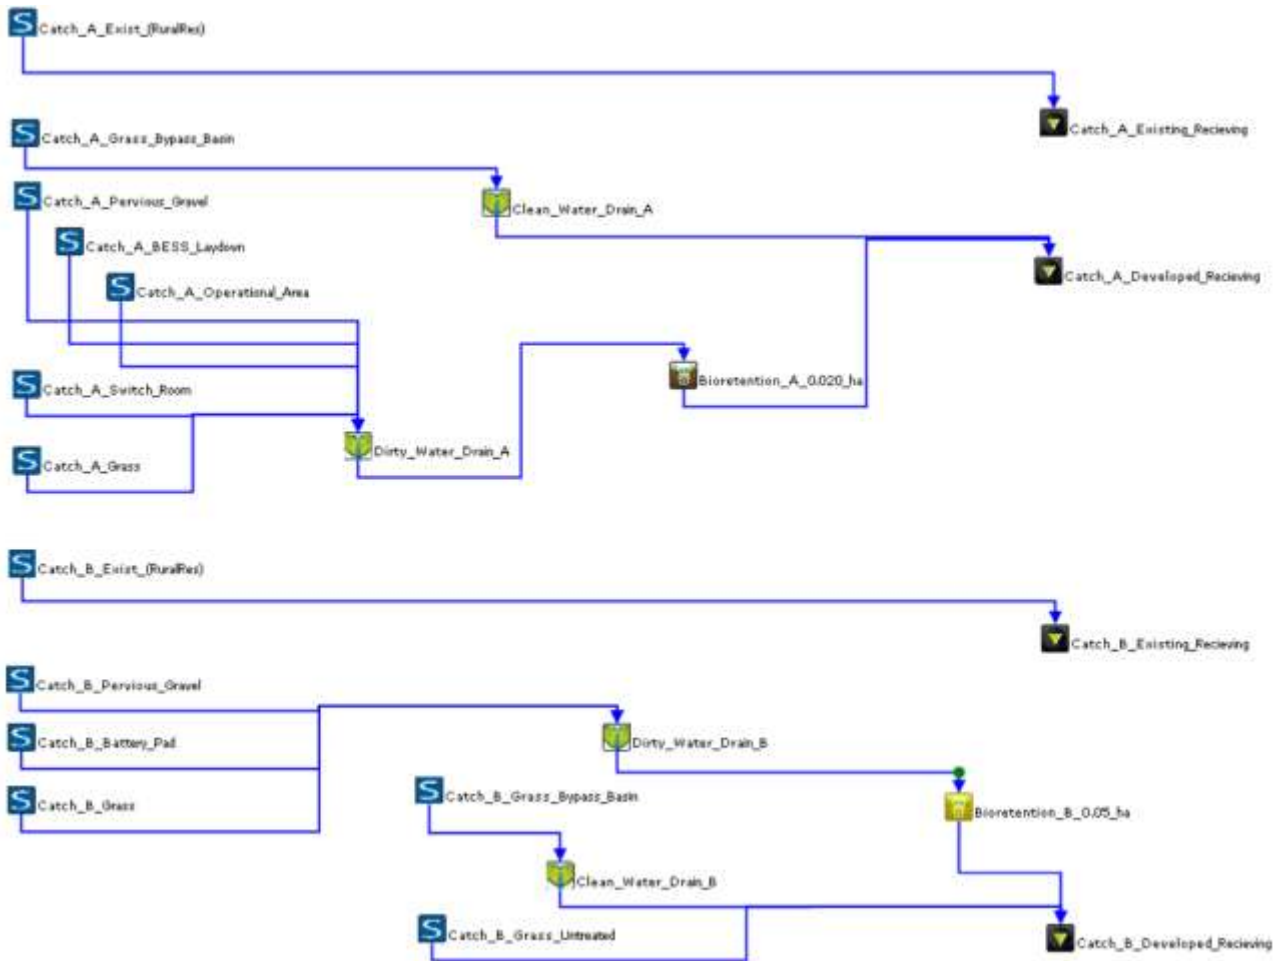 Catch_A_Exist_(RuralRes)
Catch_A_Existing_Recieving
Catch_A_Grass_Bypass_Basin
Catch_A_Pervious_Gravel
Clean_Water_Drain_A
Catch_A_BESS_Laydown
Catch_A_Developed_Recieving
Catch_A_Operational_Area
Bioretention_A_0.020_ha
Catch_A_Switch_Room
Dirty_Water_Drain_A
Catch_A_Grass
Catch_B_Exist_(RuralRes)
Catch_B_Existing_Recieving
Catch_B_Pervious_Gravel
Catch_B_Battery_Pad
Dirty_Water_Drain_B
Catch_B_Grass_Bypass_Basin
Catch_B_Grass
Bioretention_B_0.05_ha
Clean_Water_Drain_B
Catch_B_Grass_Untreated
Catch_B_Developed_Recieving